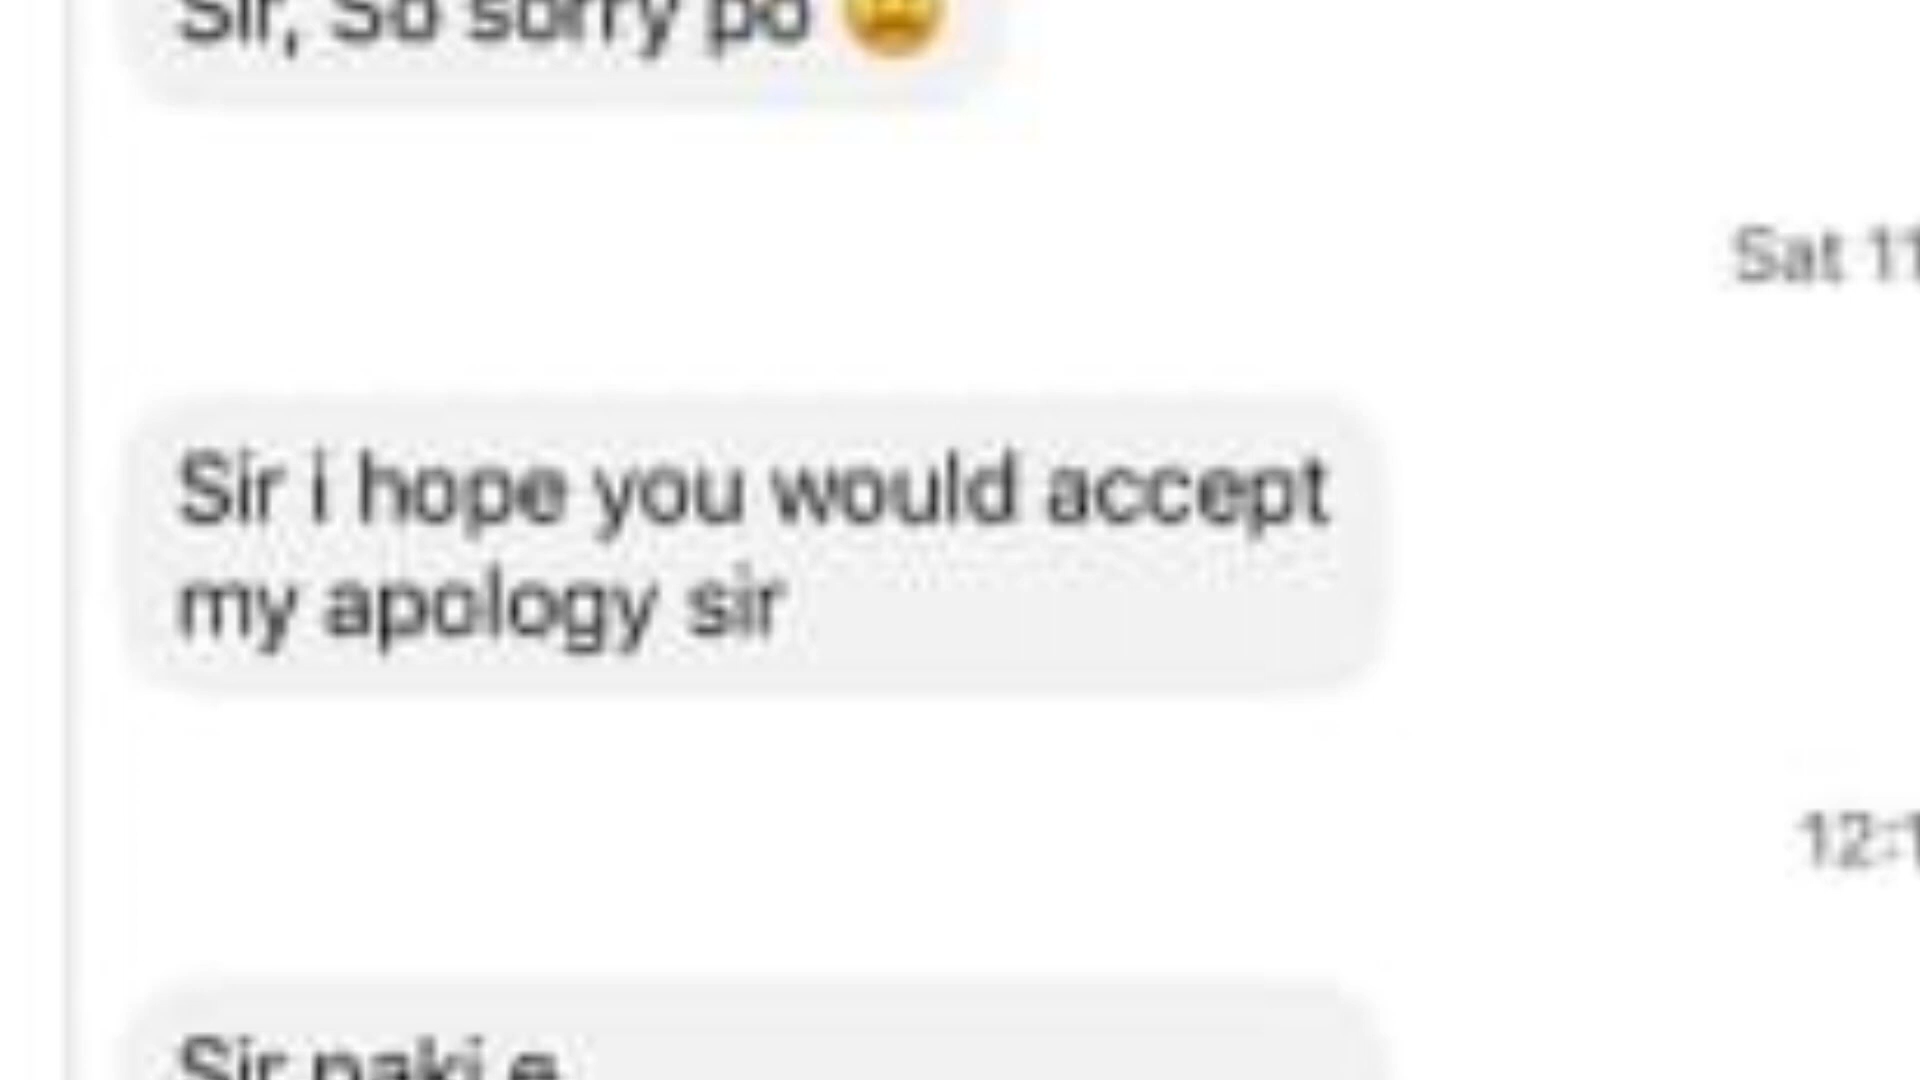 Sir, So sorry po
Sat 11
Sir i hope you would accept
my apology sir
12:1
Sir paki e